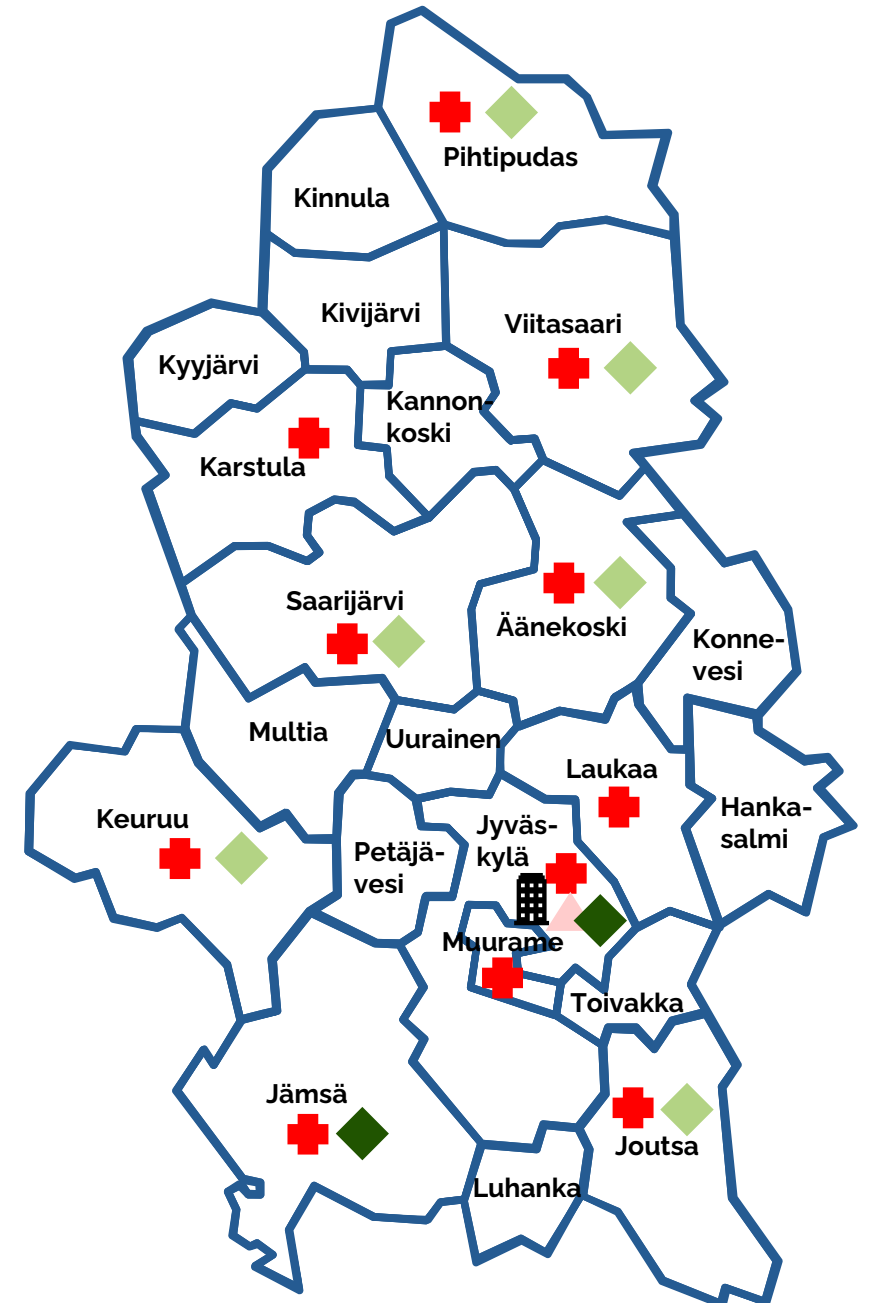 Pihtipudas
Kinnula
Kivijärvi
Viitasaari
Kyyjärvi
Kannon-
koski
Karstula
Saarijärvi
Äänekoski
Konne-
vesi
Multia
Uurainen
Laukaa
Keuruu
Hanka-
salmi
Jyväs-
kylä
Petäjä-
vesi
Muurame
Toivakka
Jämsä
Joutsa
Luhanka